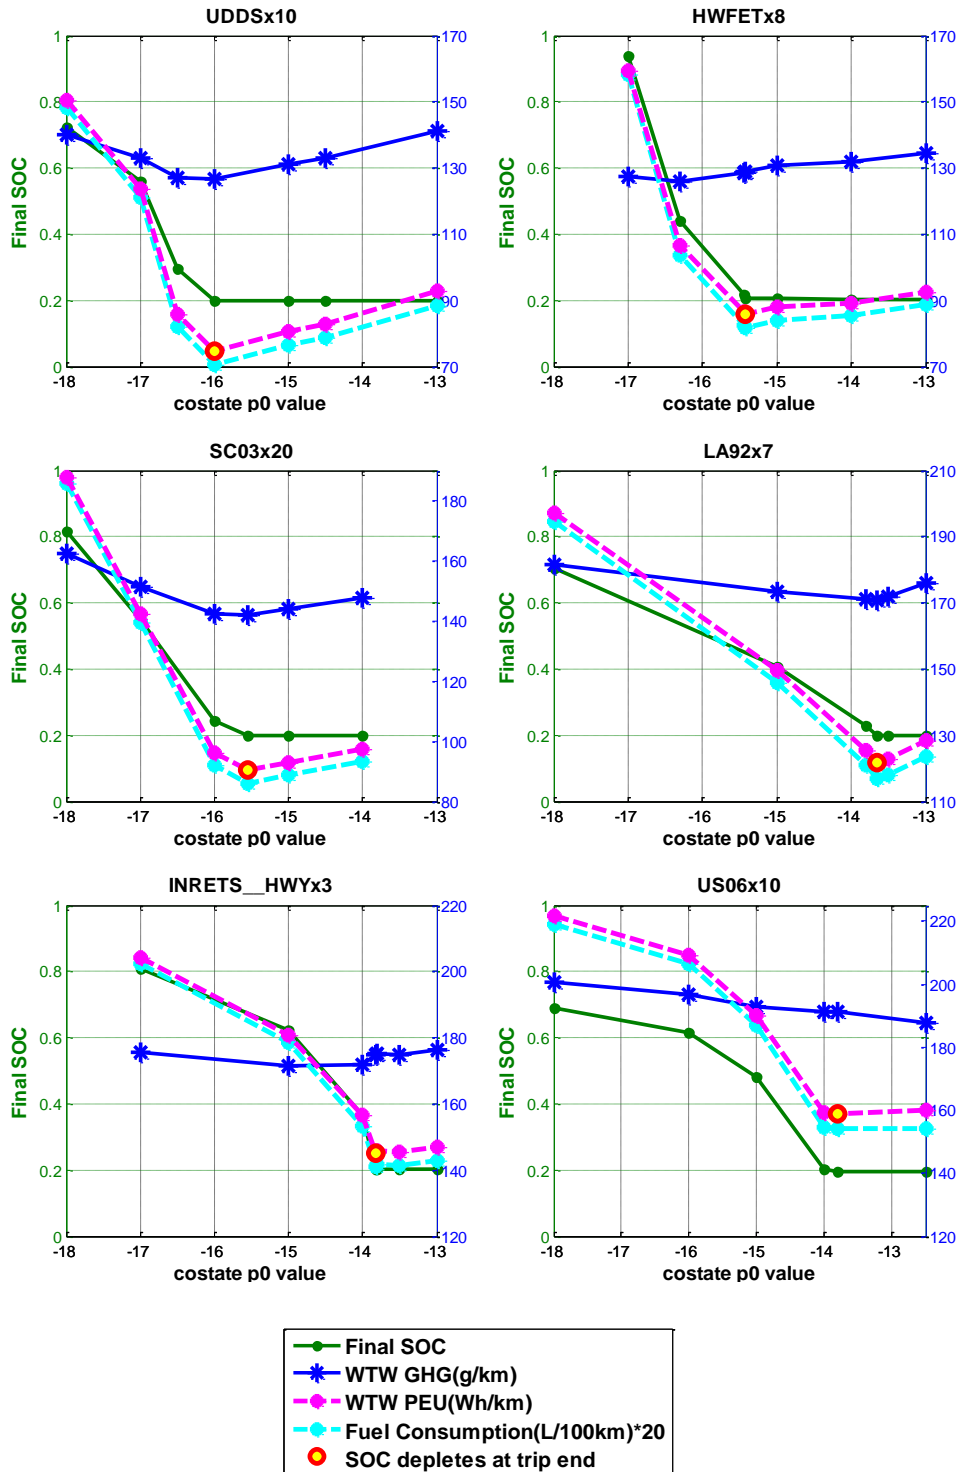 UDDSx10
Final SOC
1
0.8
0.6
0.4
0.2
0
170
150
130
110
90
70
-18 -17 -16 -15 -14 -13
costate p0 value
HWFETx8
Final SOC
1
0.8
0.6
0.4
0.2
0
170
150
130
110
90
70
-18 -17 -16 -15 -14 -13
costate p0 value
SC03x20
Final SOC
1
0.8
0.6
0.4
0.2
0
180
160
140
120
100
80
-18 -17 -16 -15 -14 -13
costate p0 value
LA92x7
Final SOC
1
0.8
0.6
0.4
0.2
0
210
190
170
150
130
110
-18 -17 -16 -15 -14 -13
costate p0 value
INRETS__HWYx3
Final SOC
1
0.8
0.6
0.4
0.2
0
220
200
180
160
140
120
-18 -17 -16 -15 -14 -13
costate p0 value
US06x10
Final SOC
1
0.8
0.6
0.4
0.2
0
220
200
180
160
140
120
-18 -17 -16 -15 -14 -13
costate p0 value
Final SOC
WTW GHG(g/km)
WTW PEU(Wh/km)
Fuel Consumption(L/100km)*20
SOC depletes at trip end